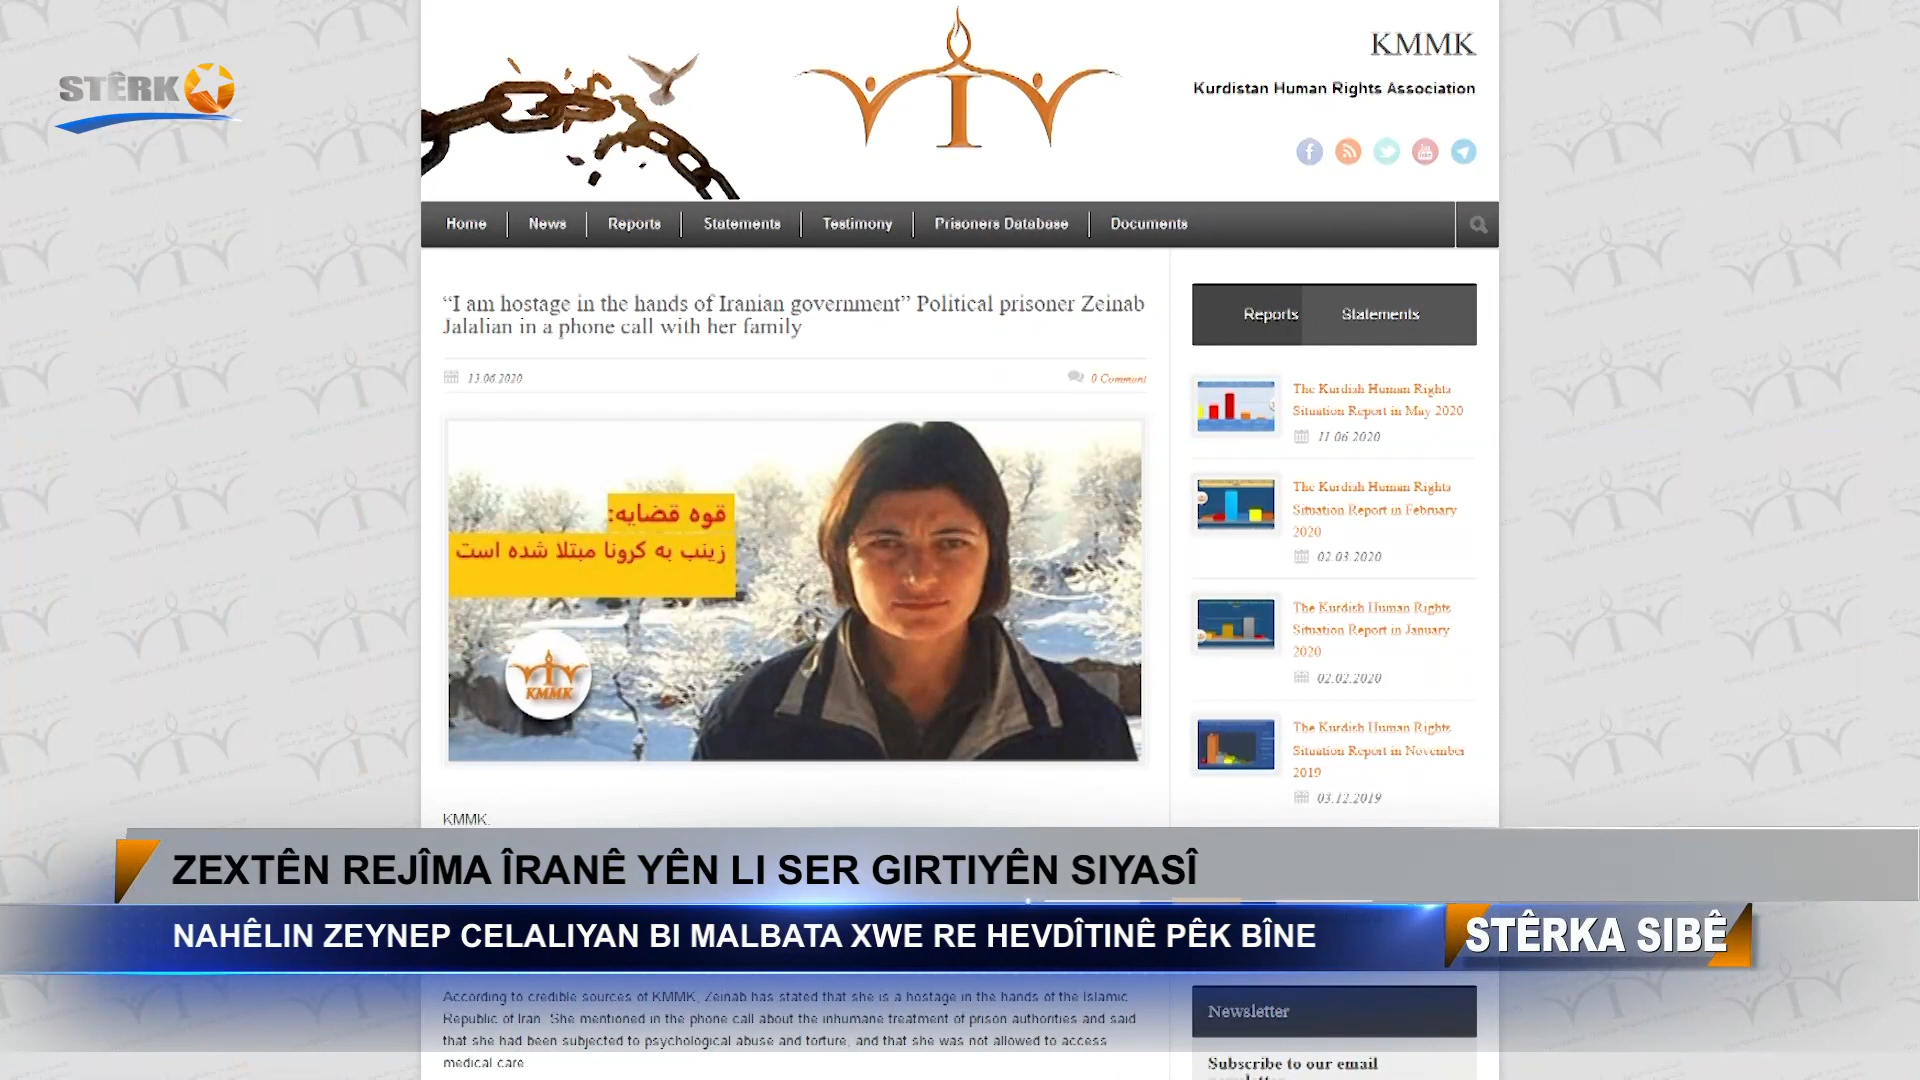 STÊRK
KMMK
Kurdistan Human Rights Association
Home
News
Reports
Statements
Testimony
Prisoners Database
Documents
“I am hostage in the hands of Iranian government” Political prisoner Zeinab
Jalalian in a phone call with her family
13.06.2020
0 Comment
قوه قضایه:
زینب به کرونا مبتلا شده است
KMMK
KMMK.
Reports
Statements
The Kurdish Human Rights
Situation Report in May 2020
11.06.2020
The Kurdish Human Rights
Situation Report in February
2020
02.03.2020
The Kurdish Human Rights
Situation Report in January
2020
02.02.2020
The Kurdish Human Rights
Situation Report in November
2019
03.12.2019
ZEXTÊN REJÎMA ÎRANÊ YÊN LI SER GIRTIYÊN SIYASÎ
NAHÊLIN ZEYNEP CELALIYAN BI MALBATA XWE RE HEVDÎTINÊ PÊK BÎNE
STÊRKA SIBÊ
According to credible sources of KMMK, Zeinab has stated that she is a hostage in the hands of the Islamic
Republic of Iran. She mentioned in the phone call about the inhumane treatment of prison authorities and said
that she had been subjected to psychological abuse and torture, and that she was not allowed to access
medical care
Newsletter
Subscribe to our email